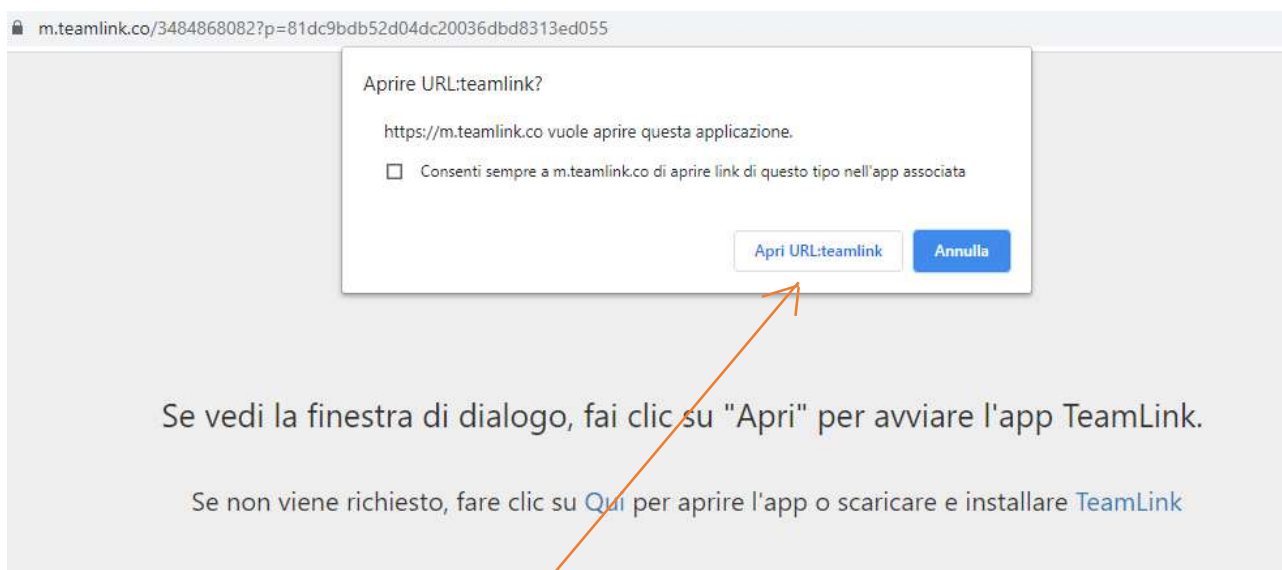 m.teamlink.co/3484868082?p=81dc9bdb52d04dc20036dbd8313ed055
Aprire URL:teamlink?
https://m.teamlink.co vuole aprire questa applicazione.
Consenti sempre a m.teamlink.co di aprire link di questo tipo nell'app associata
Apri URL:teamlink Annulla
Se vedi la finestra di dialogo, fai clic su "Apri" per avviare l'app TeamLink.
Se non viene richiesto, fare clic su Qui per aprire l'app o scaricare e installare TeamLink